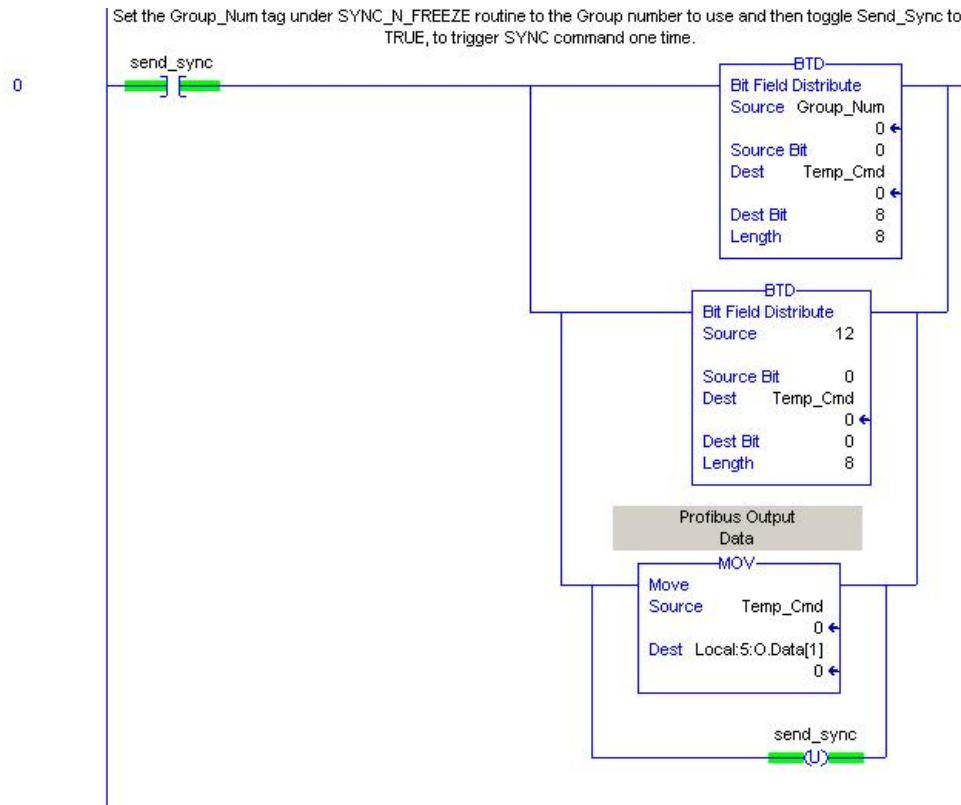 Set the Group_Num tag under SYNC_N_FREEZE routine to the Group number to use and then toggle Send_Sync to
TRUE, to trigger SYNC command one time.
send_sync
0
BTD
Bit Field Distribute
Source Group_Num
0
Source Bit 0
Dest Temp_Cmd
0
Dest Bit 8
Length 8
BTD
Bit Field Distribute
Source 12
Source Bit 0
Dest Temp_Cmd
0
Dest Bit 0
Length 8
Profibus Output
Data
MOV
Move
Source Temp_Cmd
0
Dest Local:5:O.Data[1]
0
send_sync
U